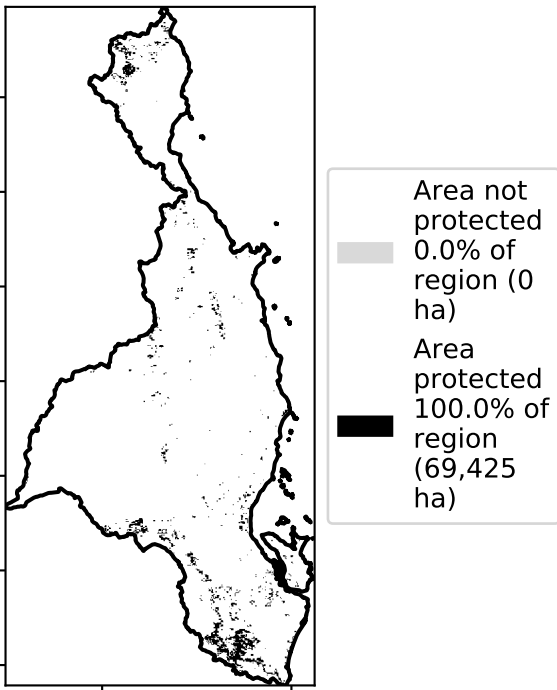 Area not
protected
0.0% of
region (0
ha)
Area
protected
100.0% of
region
(69,425
ha)